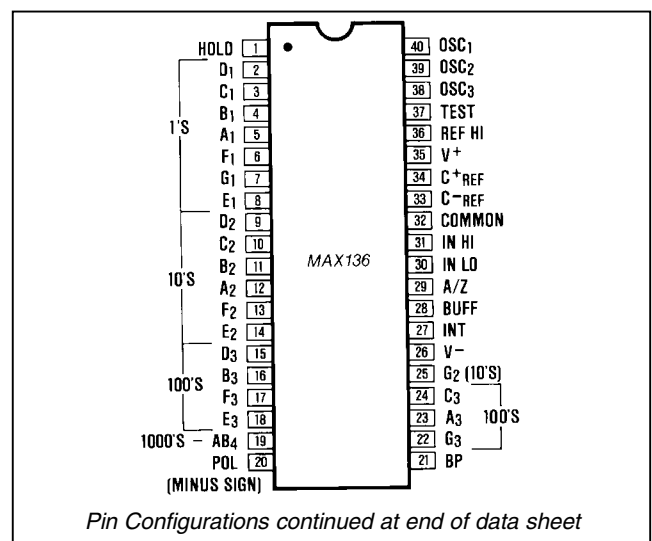 HOLD 1
D1 2
C1 3
B1 4
A1 5
F1 6
G1 7
E1 8
1'S
D2 9
C2 10
B2 11
A2 12
F2 13
E2 14
10'S
D3 15
B3 16
F3 17
E3 18
100'S
1000'S – AB4 19
POL 20
(MINUS SIGN)
MAX136
40 OSC1
39 OSC2
38 OSC3
37 TEST
36 REF HI
35 V+
34 C+REF
33 C–REF
32 COMMON
31 IN HI
30 IN LO
29 A/Z
28 BUFF
27 INT
26 V–
25 G2 (10'S)
24 C3
23 A3
22 G3
100'S
21 BP
Pin Configurations continued at end of data sheet